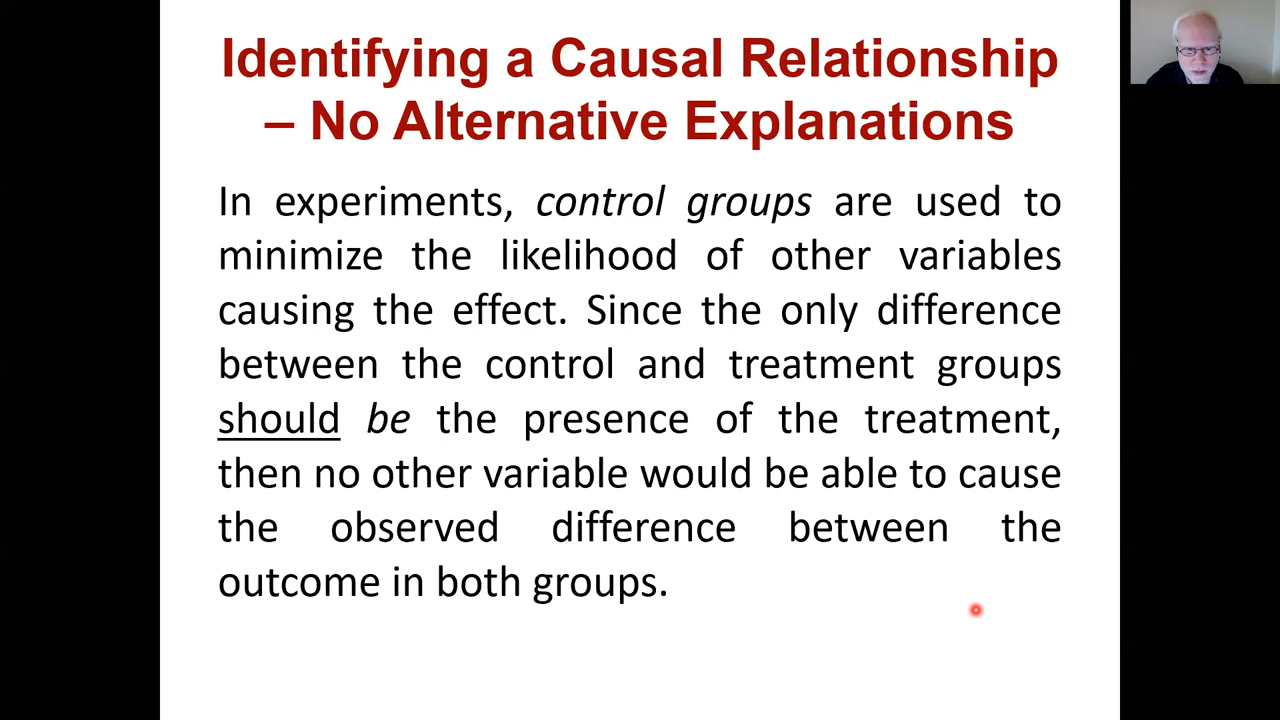 Identifying a Causal Relationship
– No Alternative Explanations
In experiments, control groups are used to
minimize the likelihood of other variables
causing the effect. Since the only difference
between the control and treatment groups
should be the presence of the treatment,
then no other variable would be able to cause
the observed difference between the
outcome in both groups.